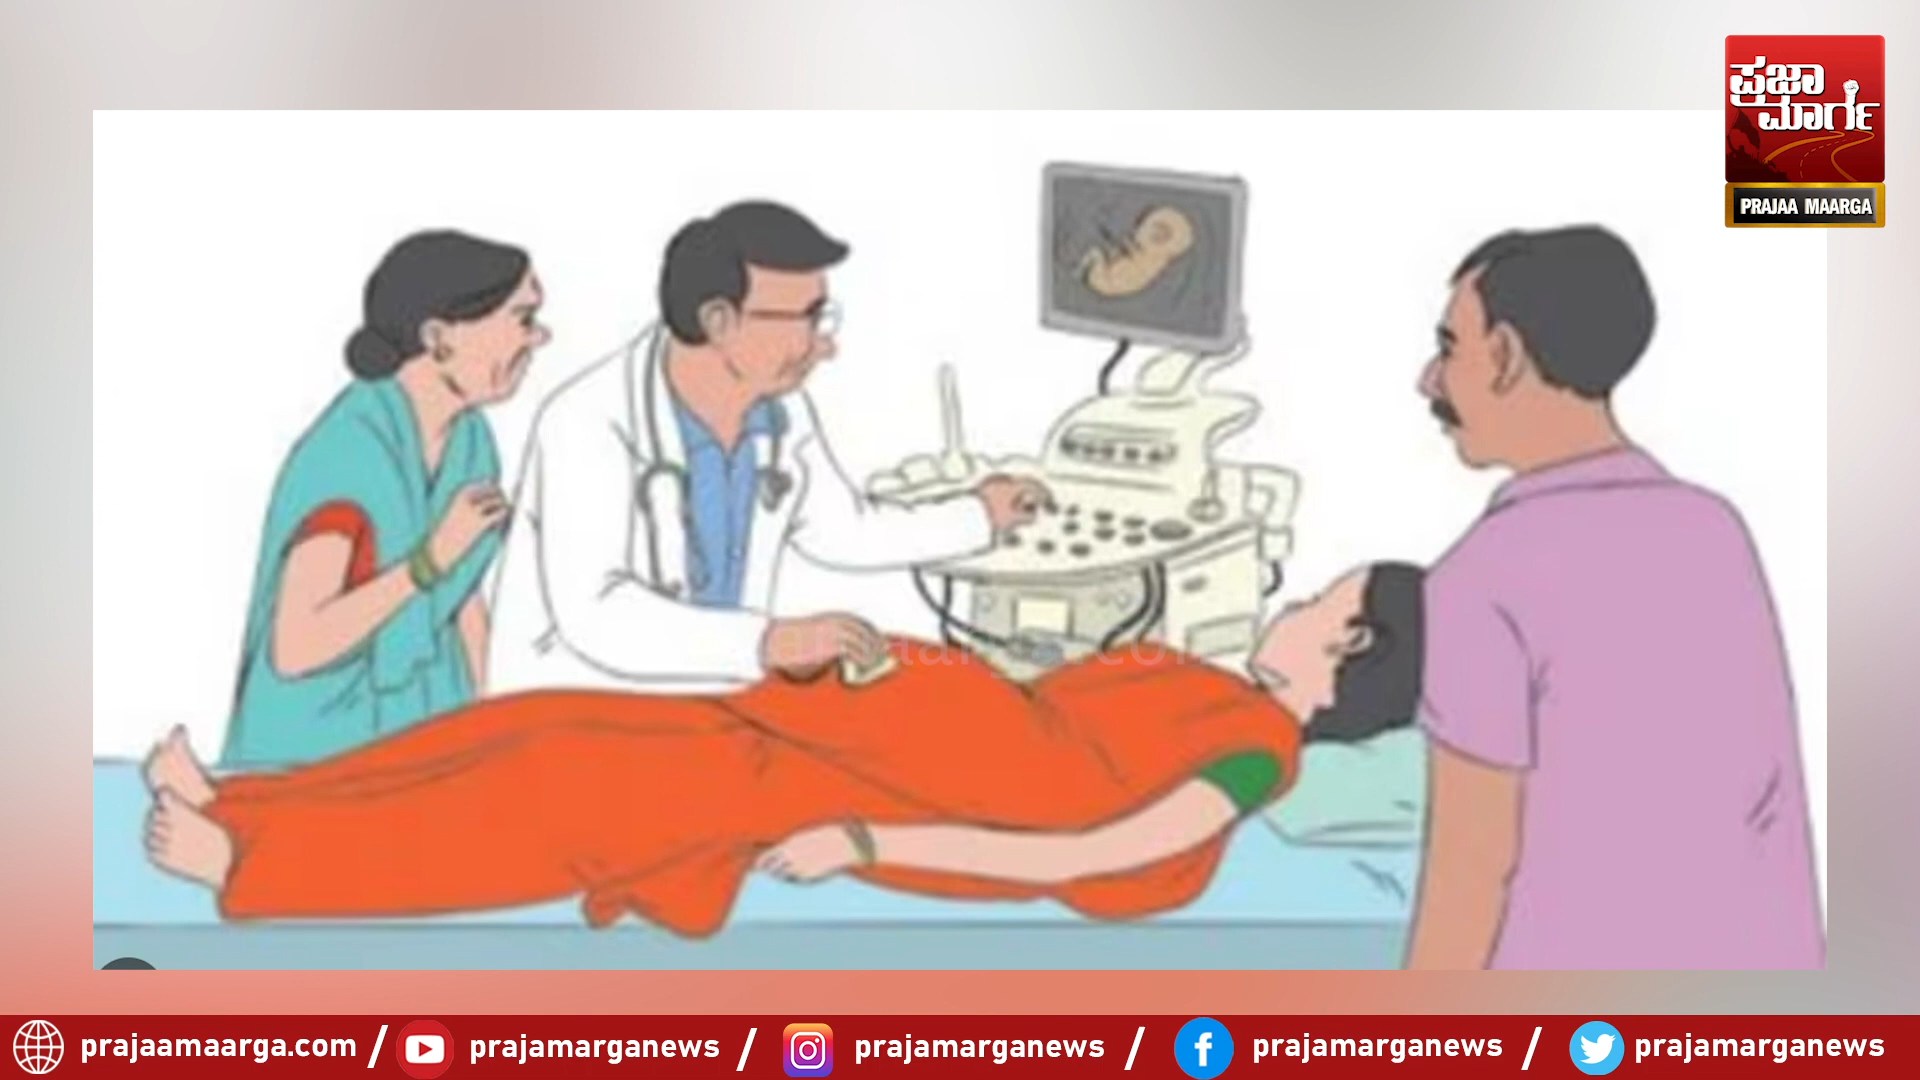 ಪ್ರಜಾ
ಮಾರ್ಗ
PRAJAA MAARGA
prajaamaarga.com / prajamarganews / prajamarganews / prajamarganews / prajamarganews